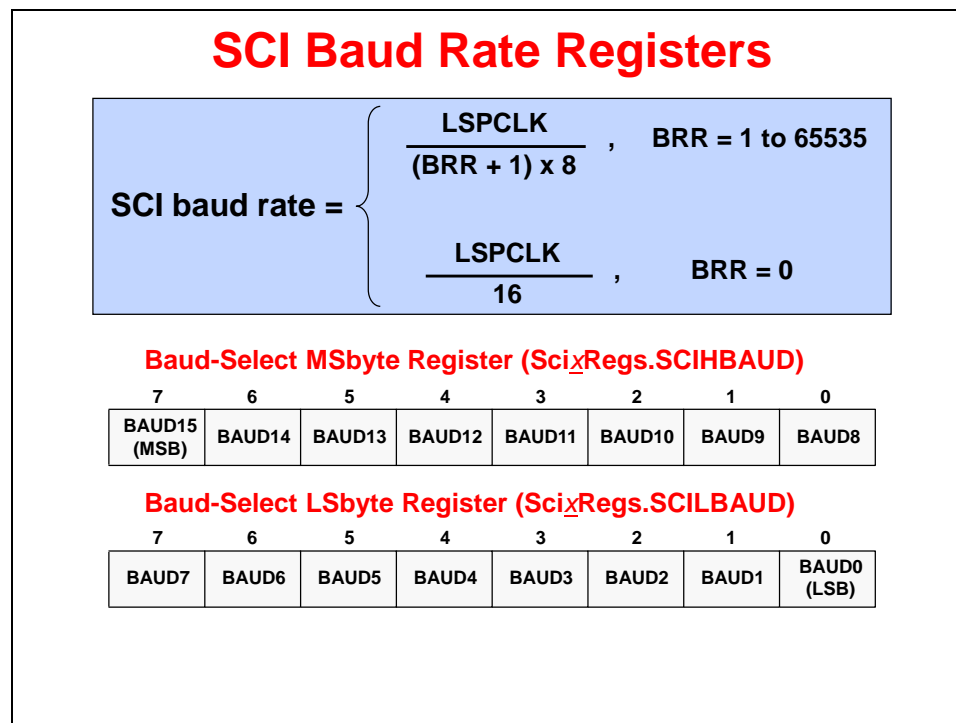 SCI Baud Rate Registers
SCI baud rate =
LSPCLK
(BRR + 1) x 8
, BRR = 1 to 65535
LSPCLK
16
, BRR = 0
Baud-Select MSbyte Register (ScixRegs.SCIHBAUD)
7 6 5 4 3 2 1 0
BAUD15 (MSB) BAUD14 BAUD13 BAUD12 BAUD11 BAUD10 BAUD9 BAUD8
Baud-Select LSbyte Register (ScixRegs.SCILBAUD)
7 6 5 4 3 2 1 0
BAUD7 BAUD6 BAUD5 BAUD4 BAUD3 BAUD2 BAUD1 BAUD0 (LSB)